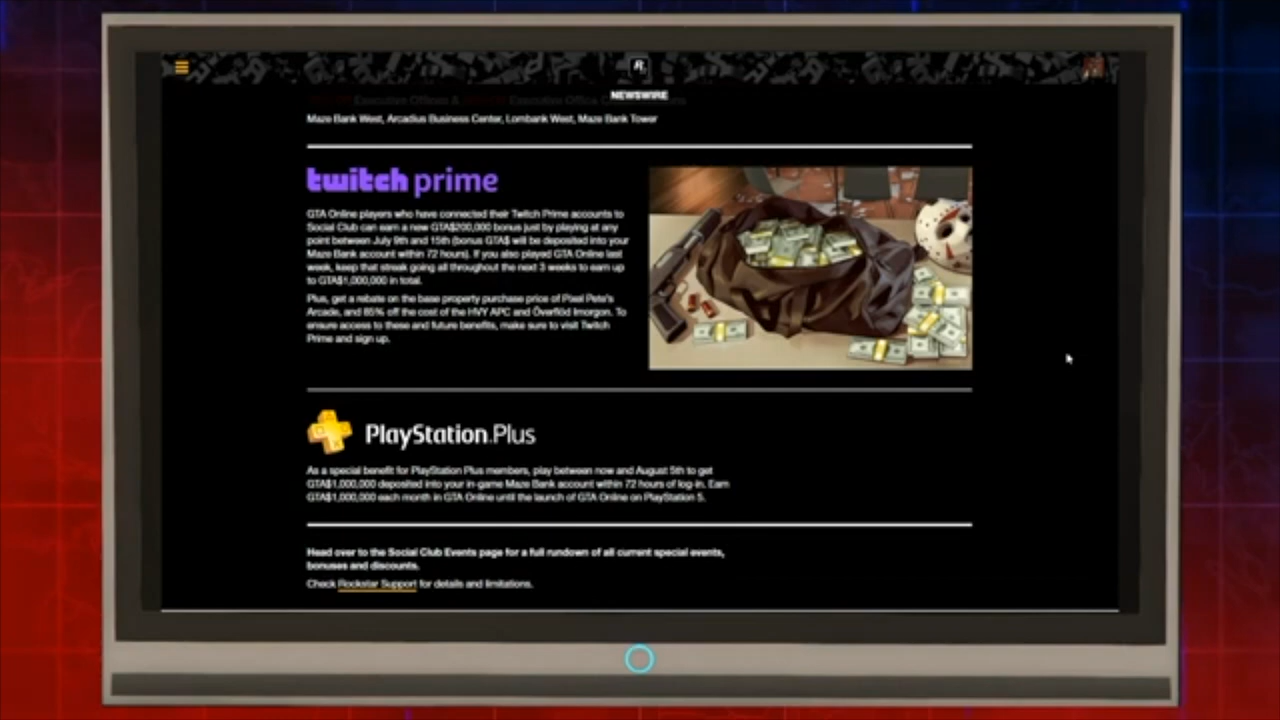 NEWSWIRE
Executive Offices & Executive Office
Maze Bank West, Arcadius Business Center, Lombank West, Maze Bank Tower
twitch prime
GTA Online players who have connected their Twitch Prime accounts to
Social Club can earn a new GTA$200,000 bonus just by playing at any
point between July 9th and 15th (bonus GTA$ will be deposited into your
Maze Bank account within 72 hours). If you also played GTA Online last
week, keep that streak going all throughout the next 3 weeks to earn up
to GTA$1,000,000 in total.
Plus, get a rebate on the base property purchase price of Pixel Pete's
Arcade, and 85% off the cost of the HVY APC and Överflöd Imorgon. To
ensure access to these and future benefits, make sure to visit Twitch
Prime and sign up.
PlayStation.Plus
As a special benefit for PlayStation Plus members, play between now and August 5th to get
GTA$1,000,000 deposited into your in-game Maze Bank account within 72 hours of log-in. Earn
GTA$1,000,000 each month in GTA Online until the launch of GTA Online on PlayStation 5.
Head over to the Social Club Events page for a full rundown of all current special events,
bonuses and discounts.
Check Rockstar Support for details and limitations.